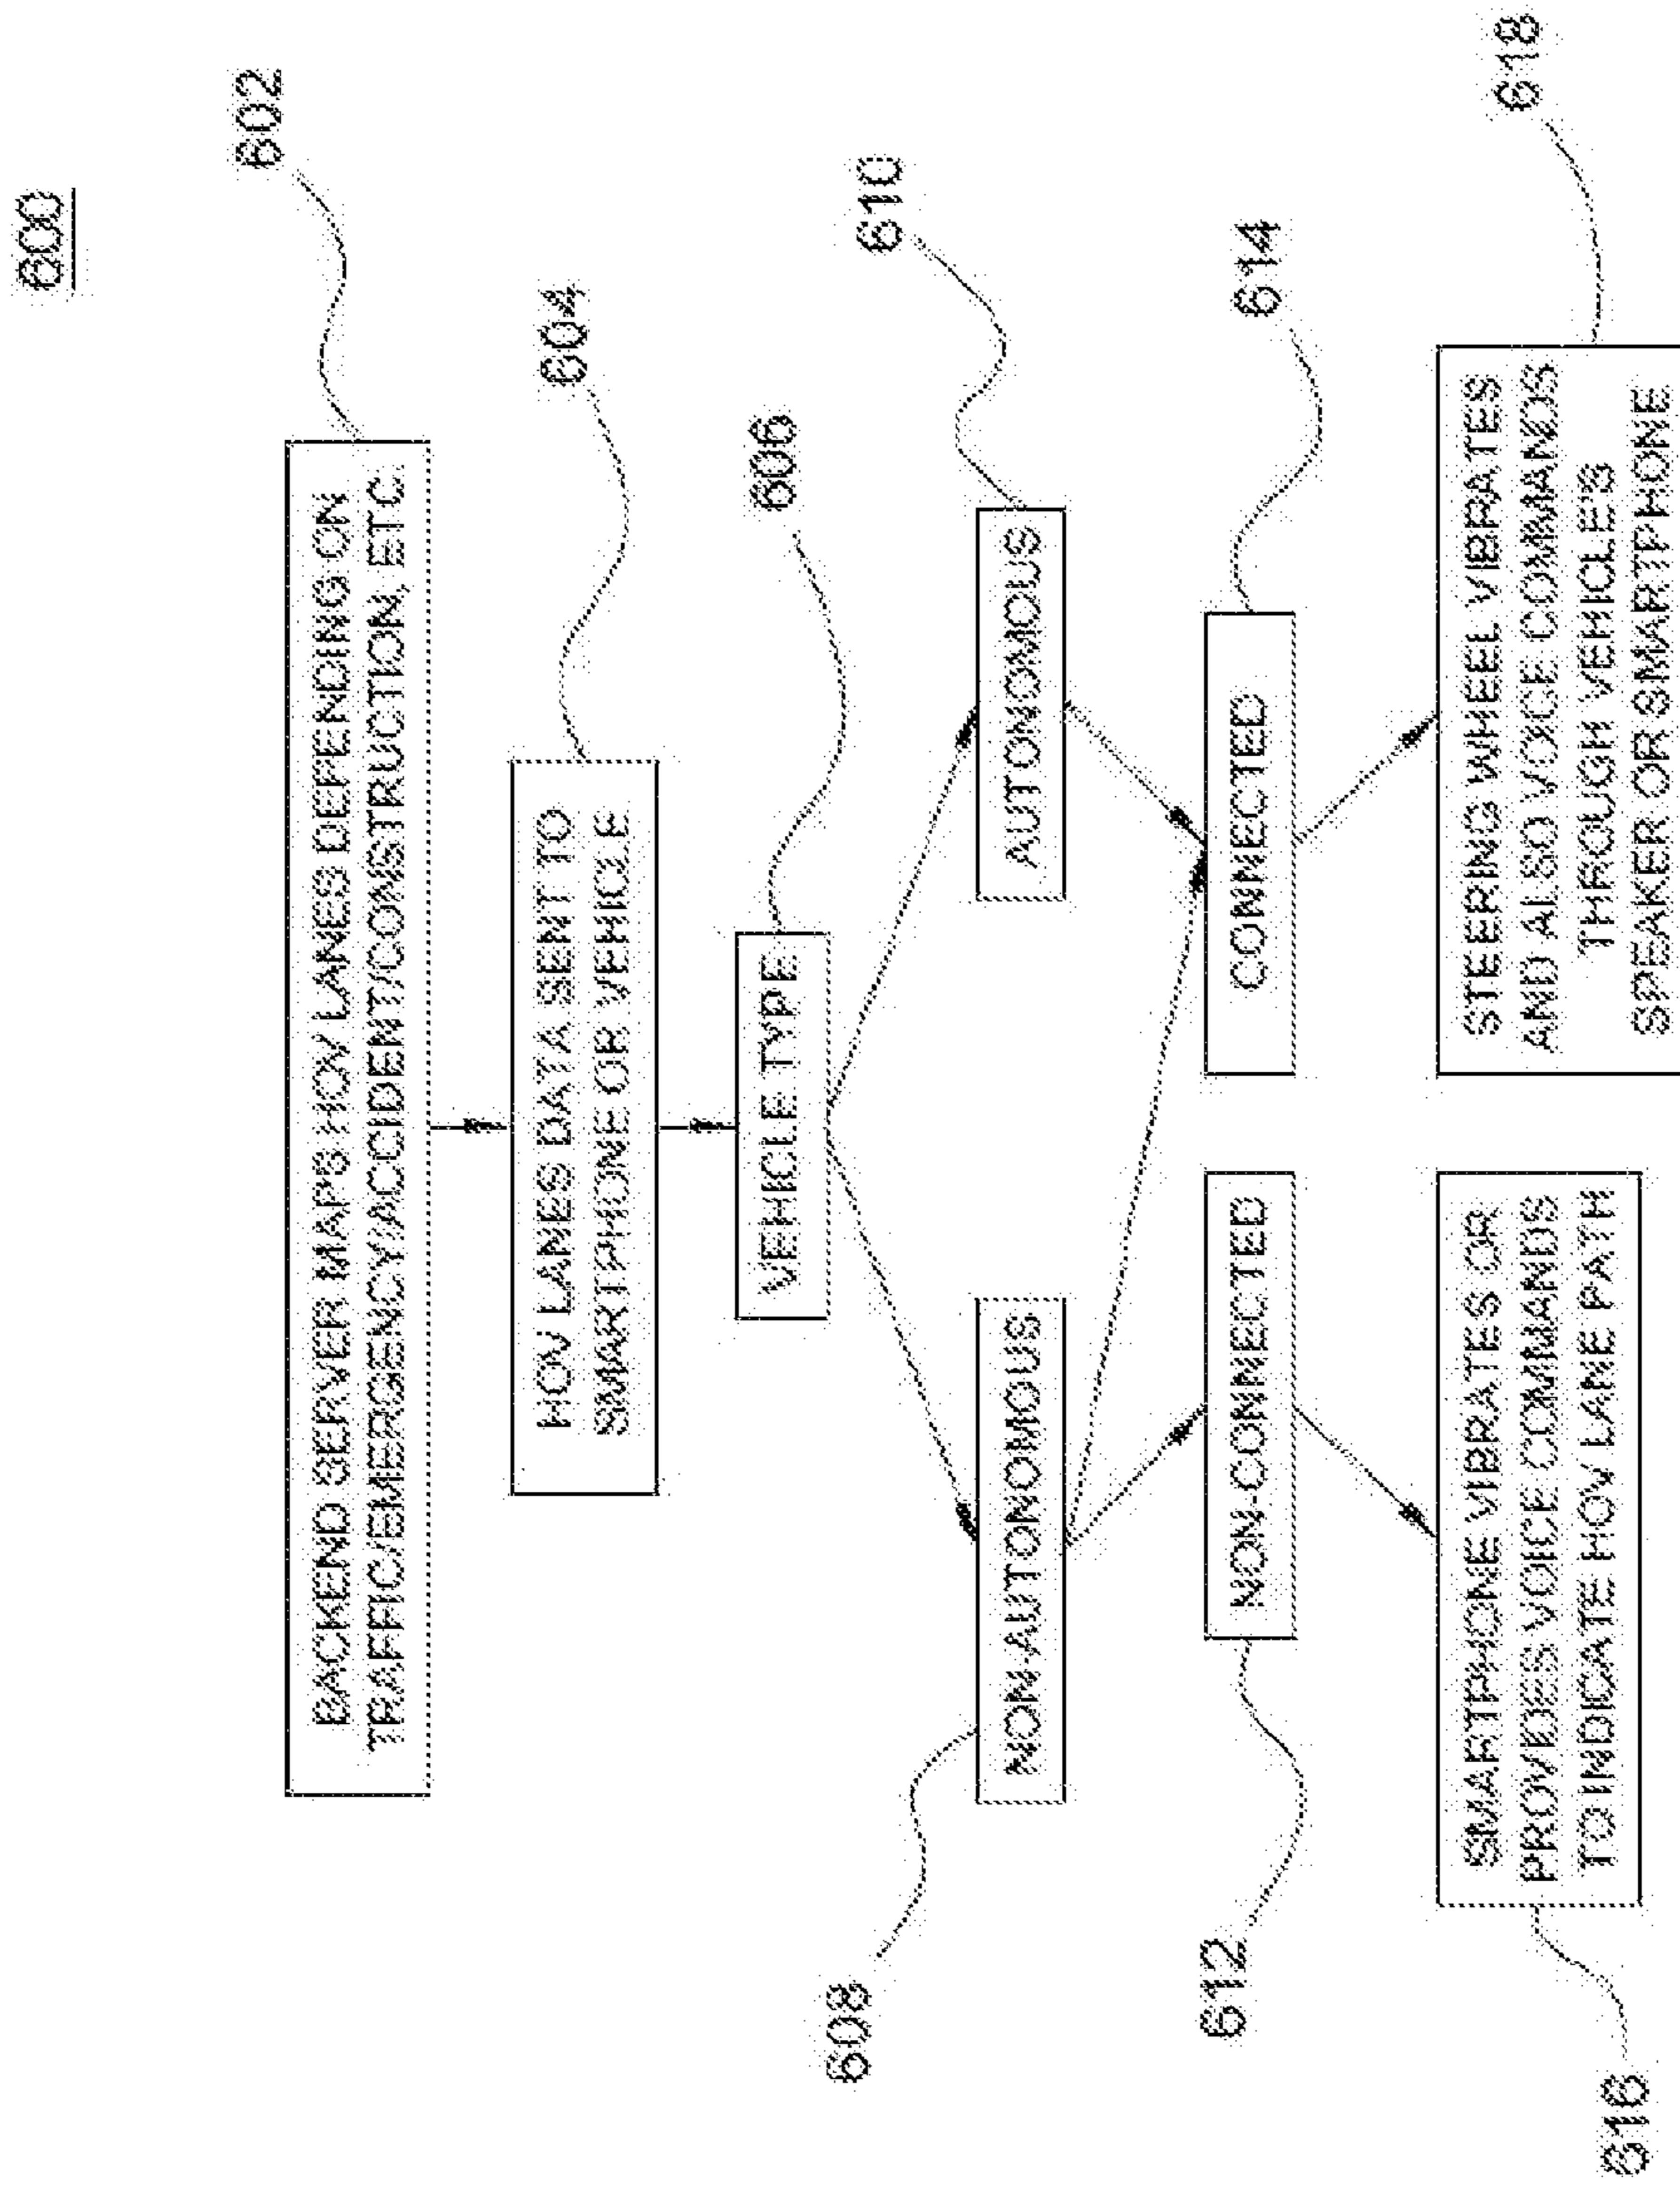 600
602
BACKEND SERVER MAPS HOV LANES DEFENDING ON
TRAFFIC/EMERGENCY/ACCIDENT/CONSTRUCTION, ETC
604
HOV LANES DATA SENT TO
SMARTPHONE OR VEHICLE
606
VEHICLE TYPE
608
NON-AUTONOMOUS
610
AUTONOMOUS
612
NON-CONNECTED
614
CONNECTED
616
SMARTPHONE VIBRATES OR
PROVIDES VOICE COMMANDS
TO INDICATE HOV LANE PATH
618
STEERING WHEEL VIBRATES
AND ALSO VOICE COMMANDS
THROUGH VEHICLE'S
SPEAKER OR SMARTPHONE